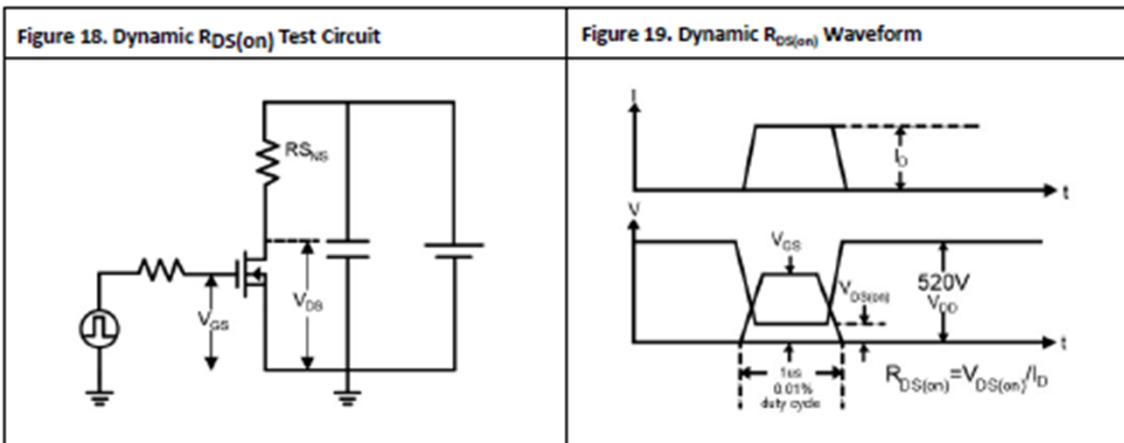 Figure 18. Dynamic RDS(on) Test Circuit
RSNS
VDS
VGS
Figure 19. Dynamic RDS(on) Waveform
I
ID
t
V
VGS
VDS(on)
520V
VDD
t
1us
0.01%
duty cycle
RDS(on)=VDS(on)/ID